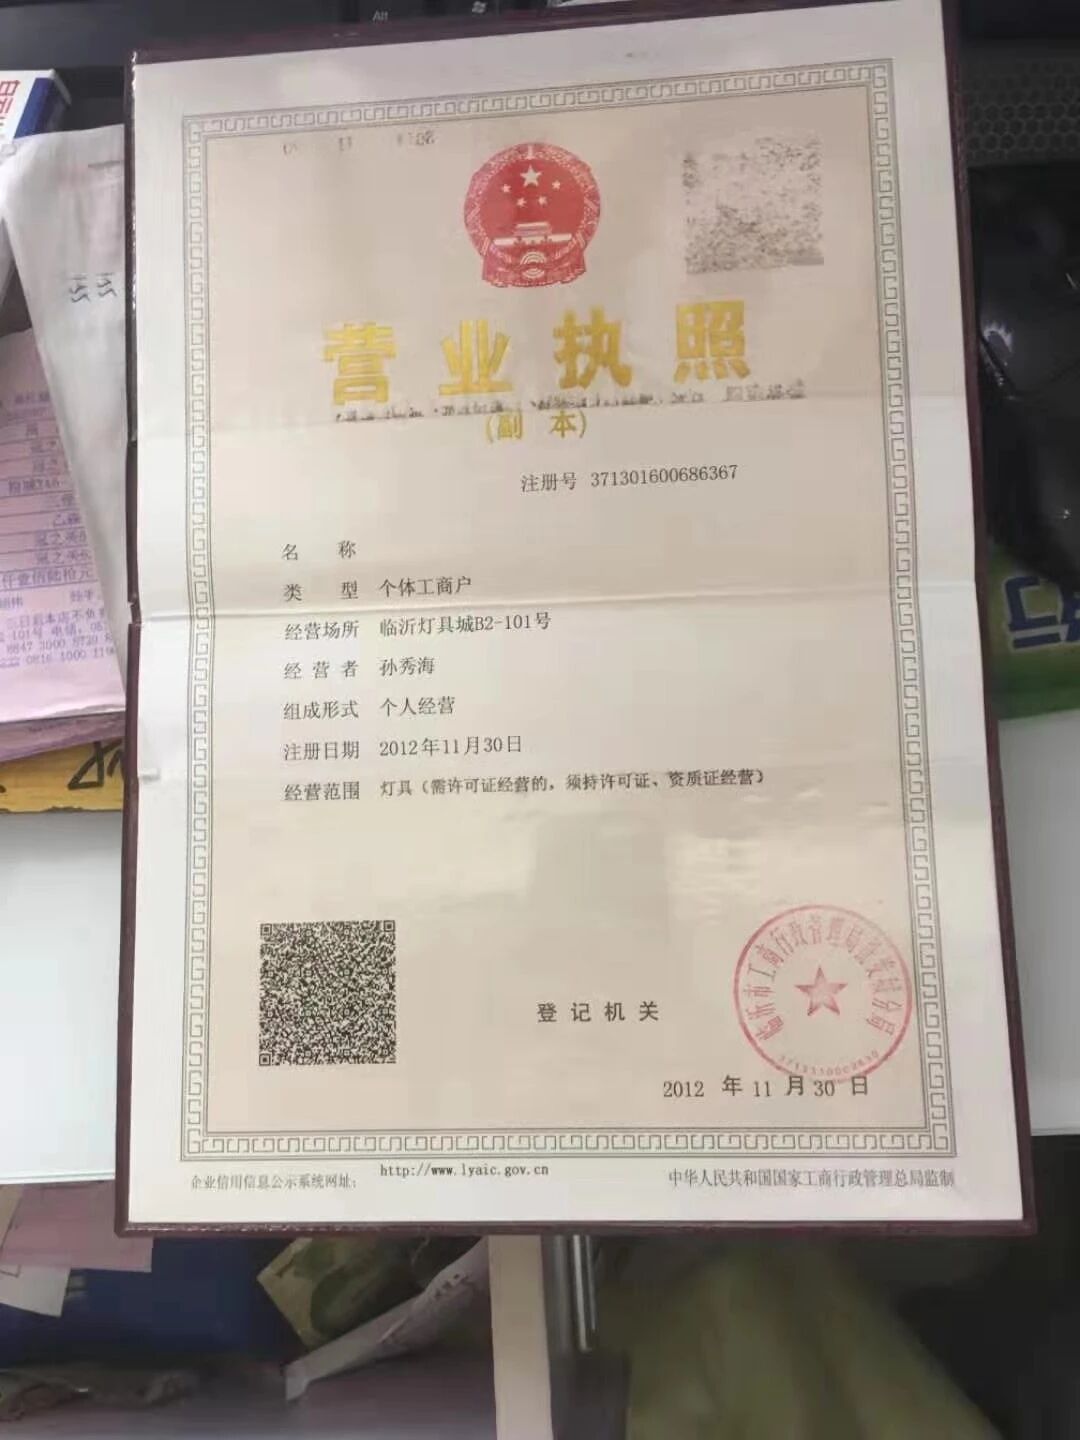 营业执照
(副 本)
注册号 371301600686367
名 称
类 型 个体工商户
经营场所 临沂灯具城B2-101号
经营者 孙秀海
组成形式 个人经营
注册日期 2012年11月30日
经营范围 灯具（需许可证经营的，须持许可证、资质证经营）
登记机关
2012 年 11 月 30 日
企业信用信息公示系统网址： http://www.lyaic.gov.cn
中华人民共和国国家工商行政管理总局监制